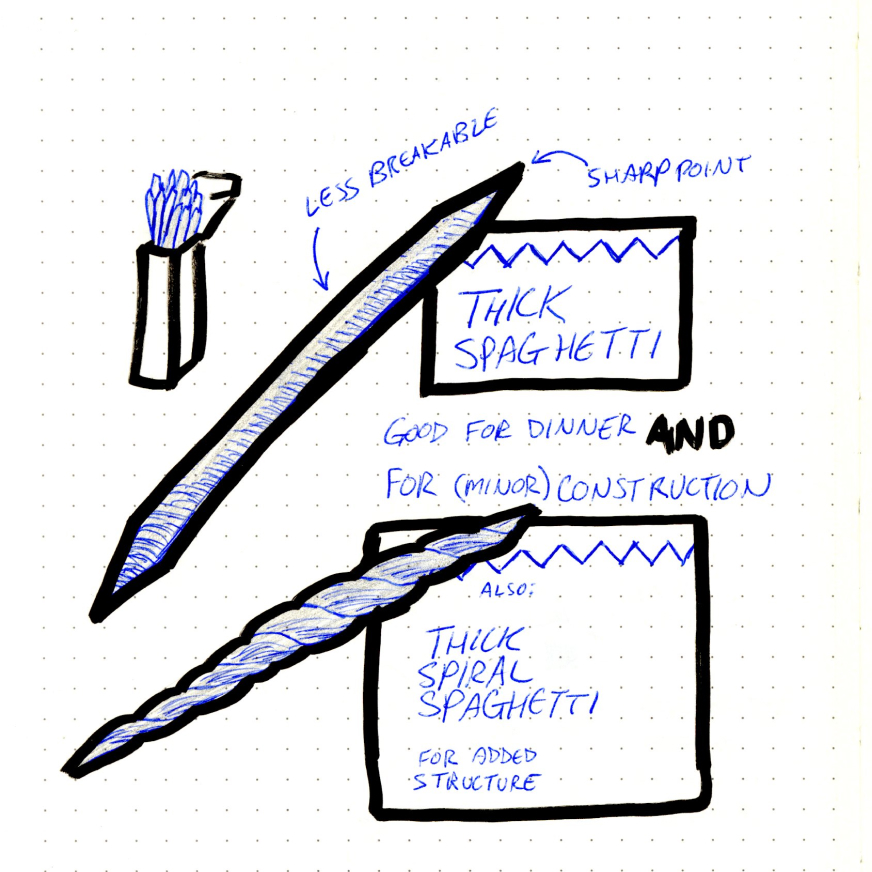 LESS BREAKABLE
SHARP POINT
THICK
SPAGHETTI
GOOD FOR DINNER AND
FOR (MINOR) CONSTRUCTION
ALSO:
THICK
SPIRAL
SPAGHETTI
FOR ADDED
STRUCTURE